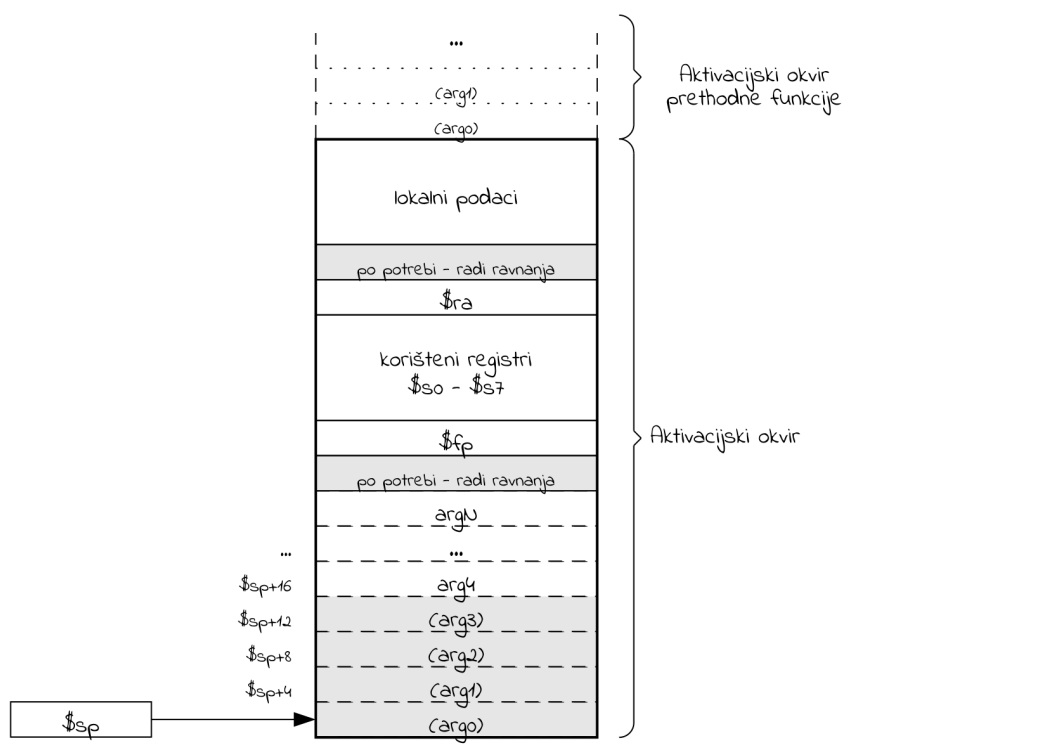 ...
(arg1)
(arg0)
Aktivacijski okvir
prethodne funkcije
lokalni podaci
po potrebi - radi ravnanja
$ra
korišteni registri
$s0 - $s7
$fp
po potrebi - radi ravnanja
Aktivacijski okvir
argN
... ...
$sp+16 arg4
$sp+12 (arg3)
$sp+8 (arg2)
$sp+4 (arg1)
$sp (arg0)